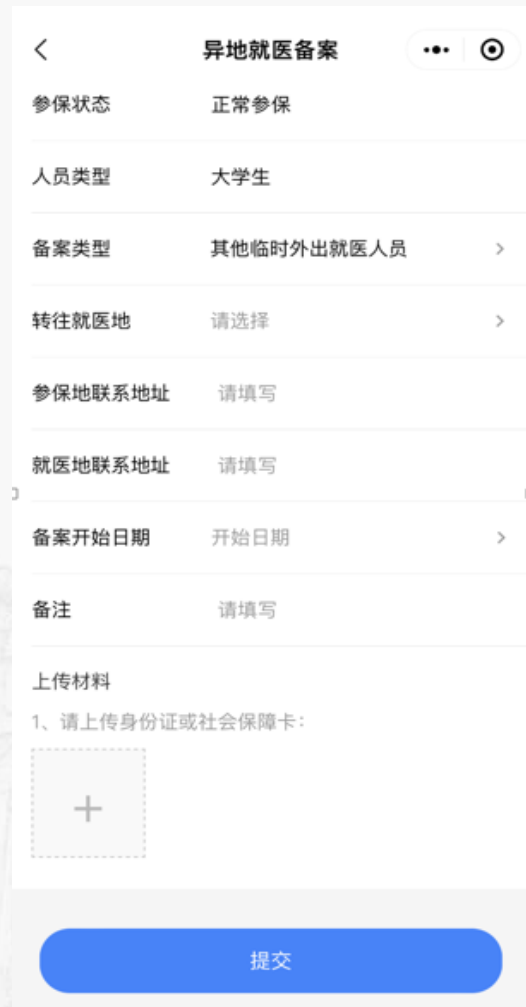 异地就医备案
参保状态 正常参保
人员类型 大学生
备案类型 其他临时外出就医人员
转往就医地 请选择
参保地联系地址 请填写
就医地联系地址 请填写
备案开始日期 开始日期
备注 请填写
上传材料
1、请上传身份证或社会保障卡：
提交